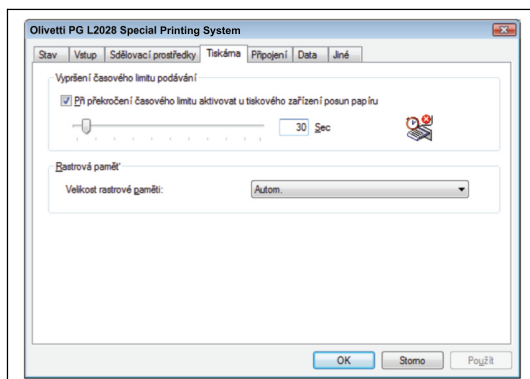 Olivetti PG L2028 Special Printing System
Stav Vstup Sdělovací prostředky Tiskárna Připojení Data Jiné
Vypršení časového limitu podávání
Při překročení časového limitu aktivovat u tiskového zařízení posun papíru
30 Sec
Rastrová paměť
Velikost rastrové paměti: Autom.
OK Storno Použít